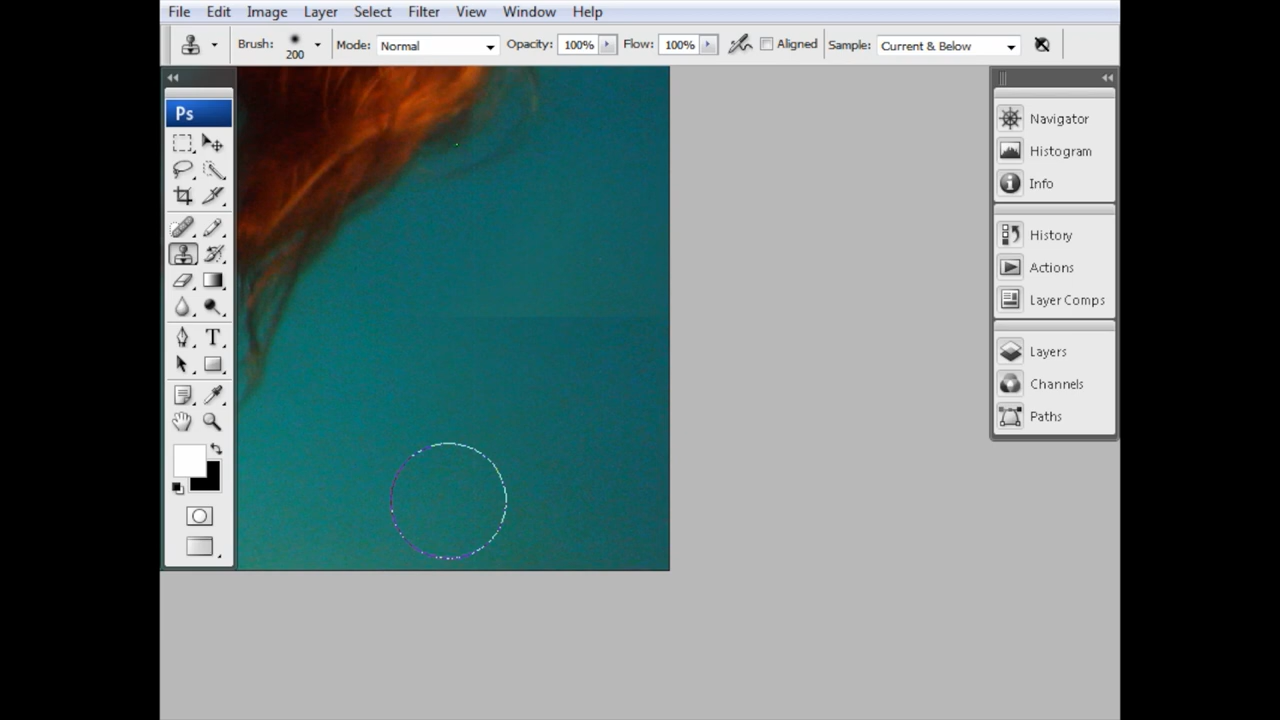 File Edit Image Layer Select Filter View Window Help
Brush: 200 Mode: Normal Opacity: 100% Flow: 100% Aligned Sample: Current & Below
Ps
T
Navigator
Histogram
Info
History
Actions
Layer Comps
Layers
Channels
Paths